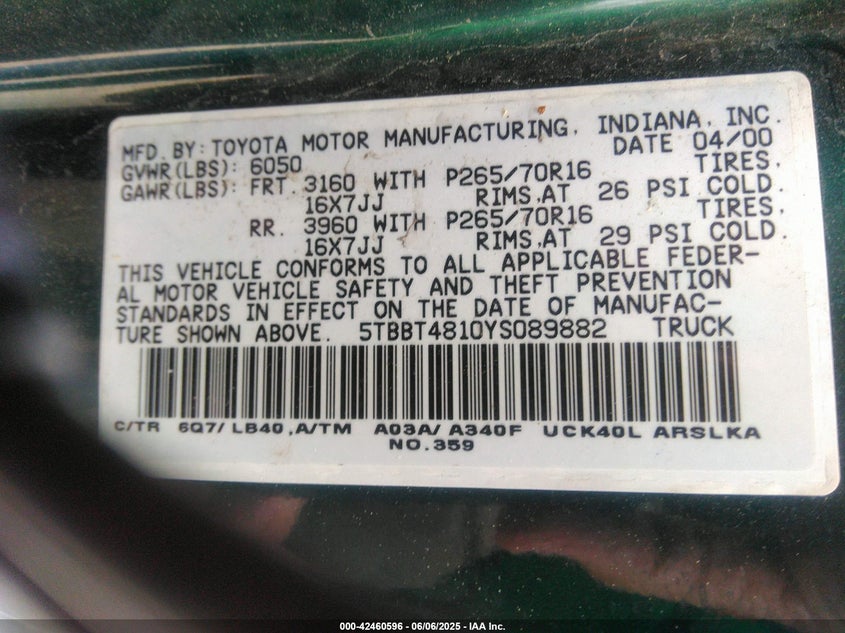 MFD. BY: TOYOTA MOTOR MANUFACTURING, INDIANA, INC.
GVWR(LBS): 6050 DATE 04/00
GAWR(LBS): FRT. 3160 WITH P265/70R16 TIRES,
16X7JJ RIMS,AT 26 PSI COLD.
RR. 3960 WITH P265/70R16 TIRES,
16X7JJ RIMS,AT 29 PSI COLD.
THIS VEHICLE CONFORMS TO ALL APPLICABLE FEDER-
AL MOTOR VEHICLE SAFETY AND THEFT PREVENTION
STANDARDS IN EFFECT ON THE DATE OF MANUFAC-
TURE SHOWN ABOVE. 5TBBT4810YS089882 TRUCK
C/TR 6Q7/ LB40 ,A/TM A03A/ A340F UCK40L ARSLKA
NO.359
000-42460596 - 06/06/2025 - IAA Inc.